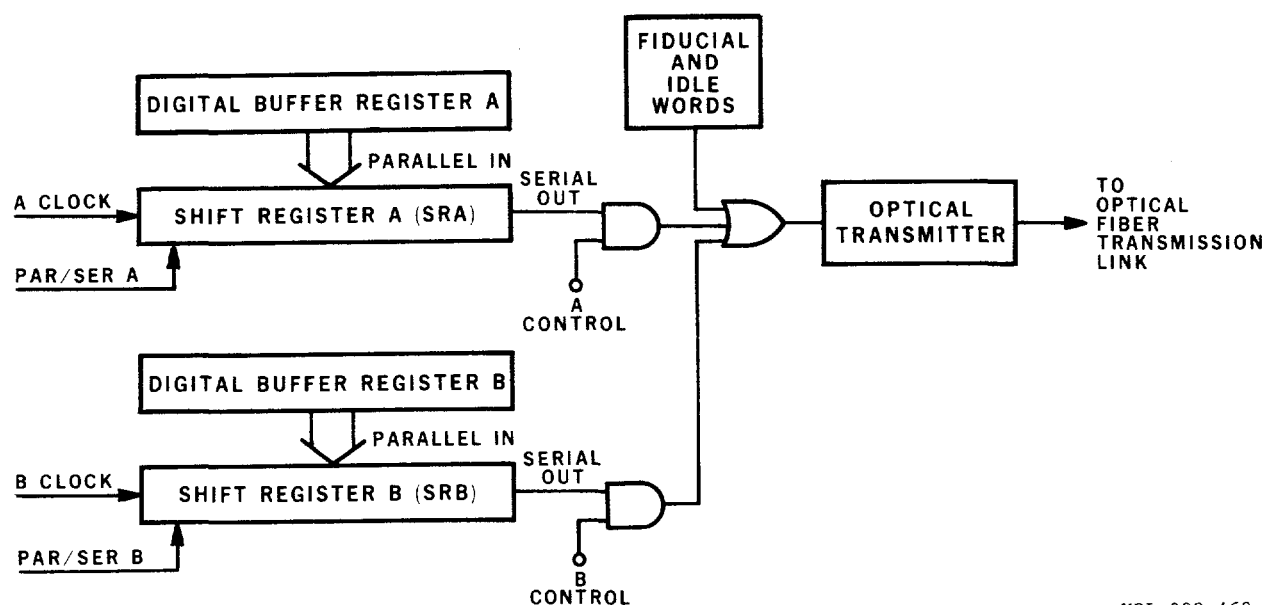 FIDUCIAL
AND
IDLE
WORDS
DIGITAL BUFFER REGISTER A
PARALLEL IN
A CLOCK
SHIFT REGISTER A (SRA)
SERIAL
OUT
PAR/SER A
A
CONTROL
OPTICAL
TRANSMITTER
TO
OPTICAL
FIBER
TRANSMISSION
LINK
DIGITAL BUFFER REGISTER B
PARALLEL IN
B CLOCK
SHIFT REGISTER B (SRB)
SERIAL
OUT
PAR/SER B
B
CONTROL